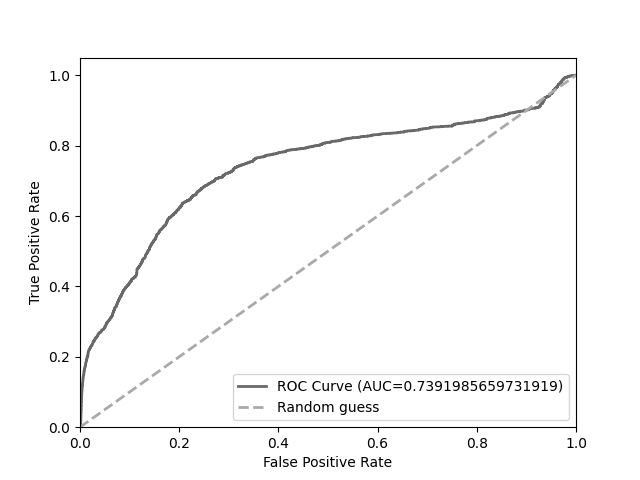 1.0
0.8
0.6
0.4
0.2
0.0
True Positive Rate
ROC Curve (AUC=0.7391985659731919)
Random guess
0.0 0.2 0.4 0.6 0.8 1.0
False Positive Rate